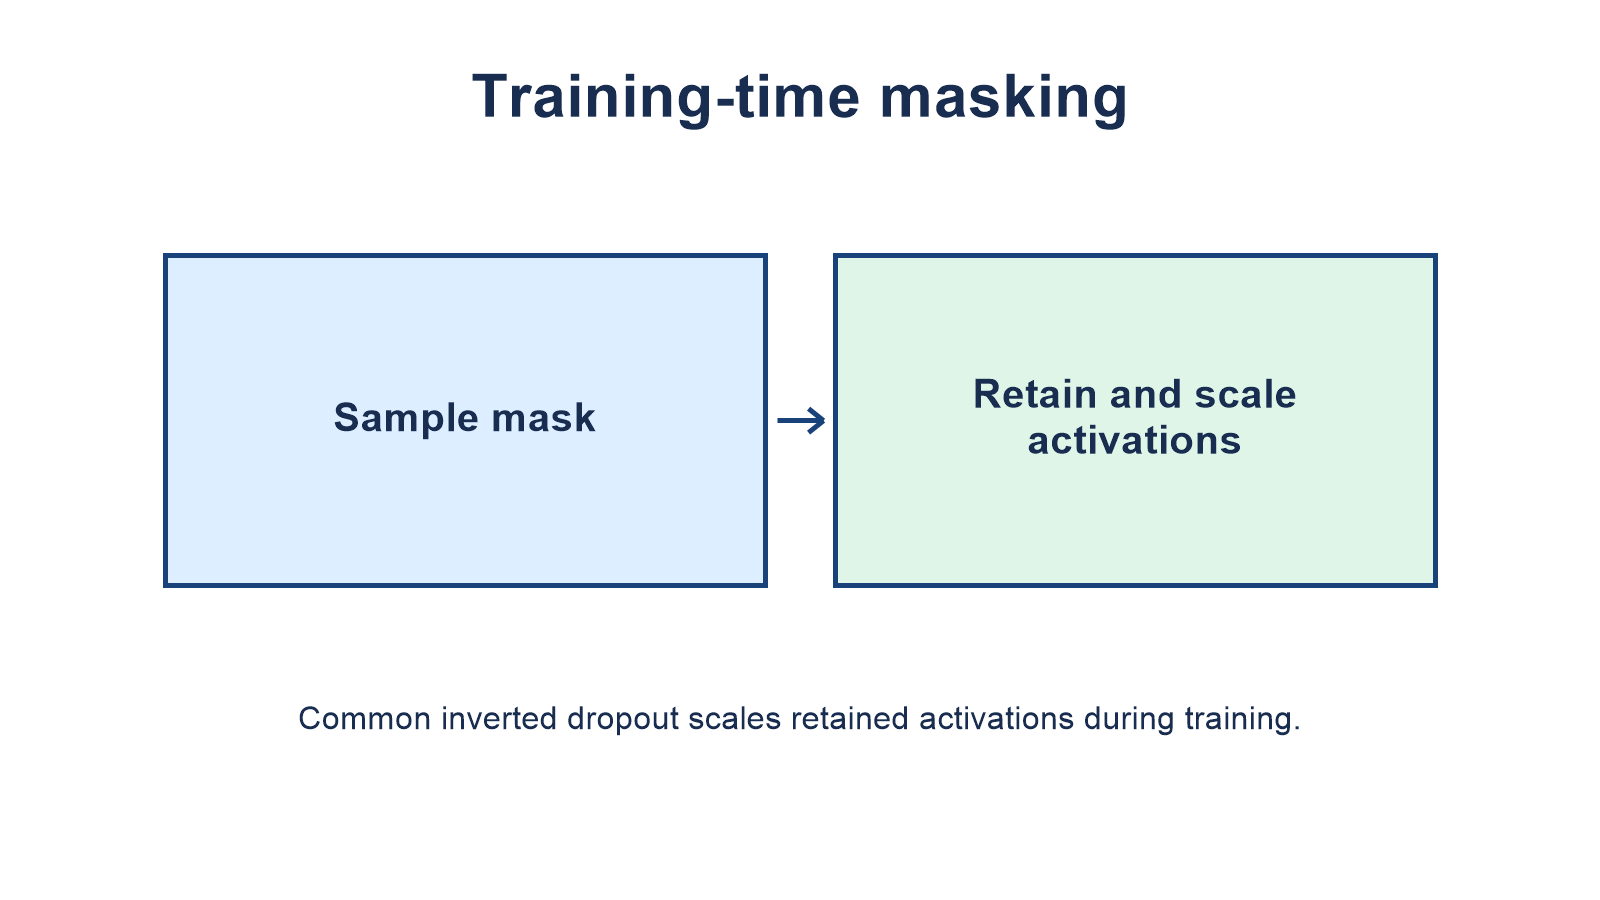 Training-time masking
Sample mask
Retain and scale
activations
Common inverted dropout scales retained activations during training.